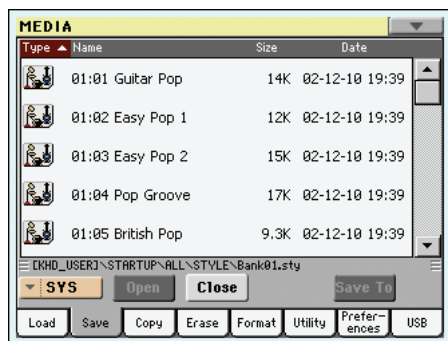 MEDIA
Type Name Size Date
01:01 Guitar Pop 14K 02-12-10 19:39
01:02 Easy Pop 1 12K 02-12-10 19:39
01:03 Easy Pop 2 15K 02-12-10 19:39
01:04 Pop Groove 17K 02-12-10 19:39
01:05 British Pop 9.3K 02-12-10 19:39
[KHD_USER]\STARTUP\ALL\STYLE\Bank01.sty
SYS Open Close Save To
Load Save Copy Erase Format Utility Prefer-ences USB